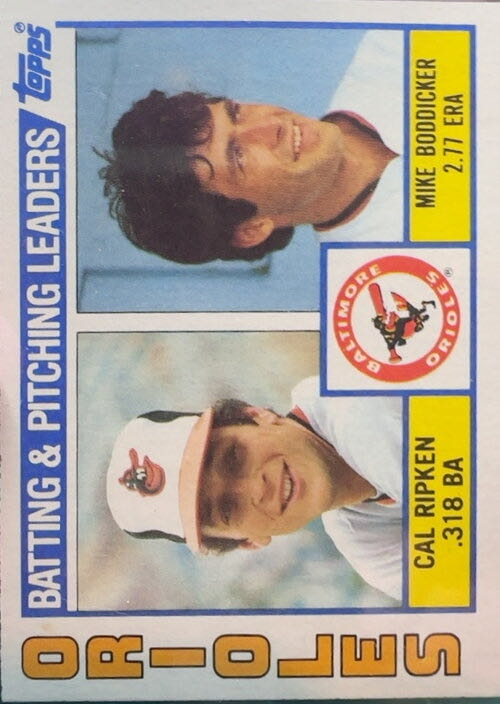 BATTING & PITCHING LEADERS
Topps®
ORIOLES
CAL RIPKEN
.318 BA
BALTIMORE
ORIOLES
®
MIKE BODDICKER
2.77 ERA